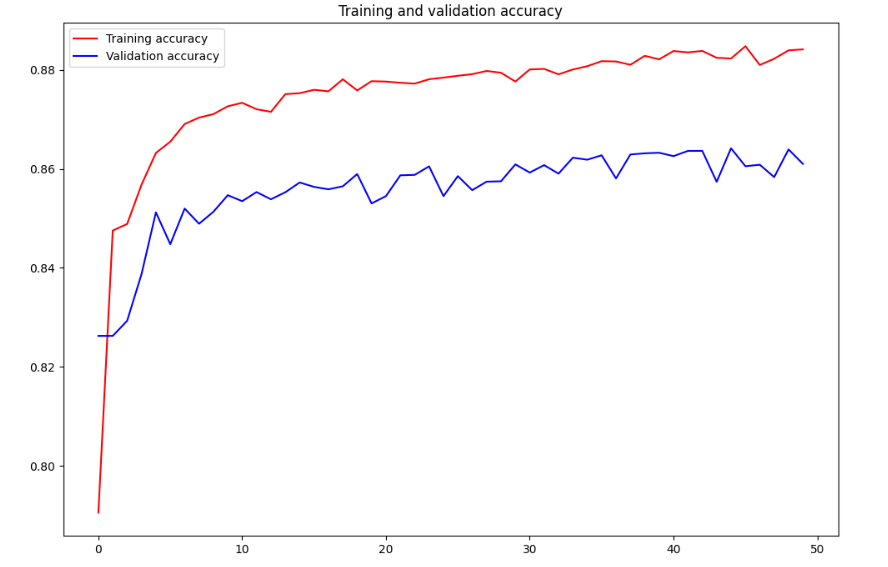 Training and validation accuracy
Training accuracy
Validation accuracy
0.88
0.86
0.84
0.82
0.80
0 10 20 30 40 50